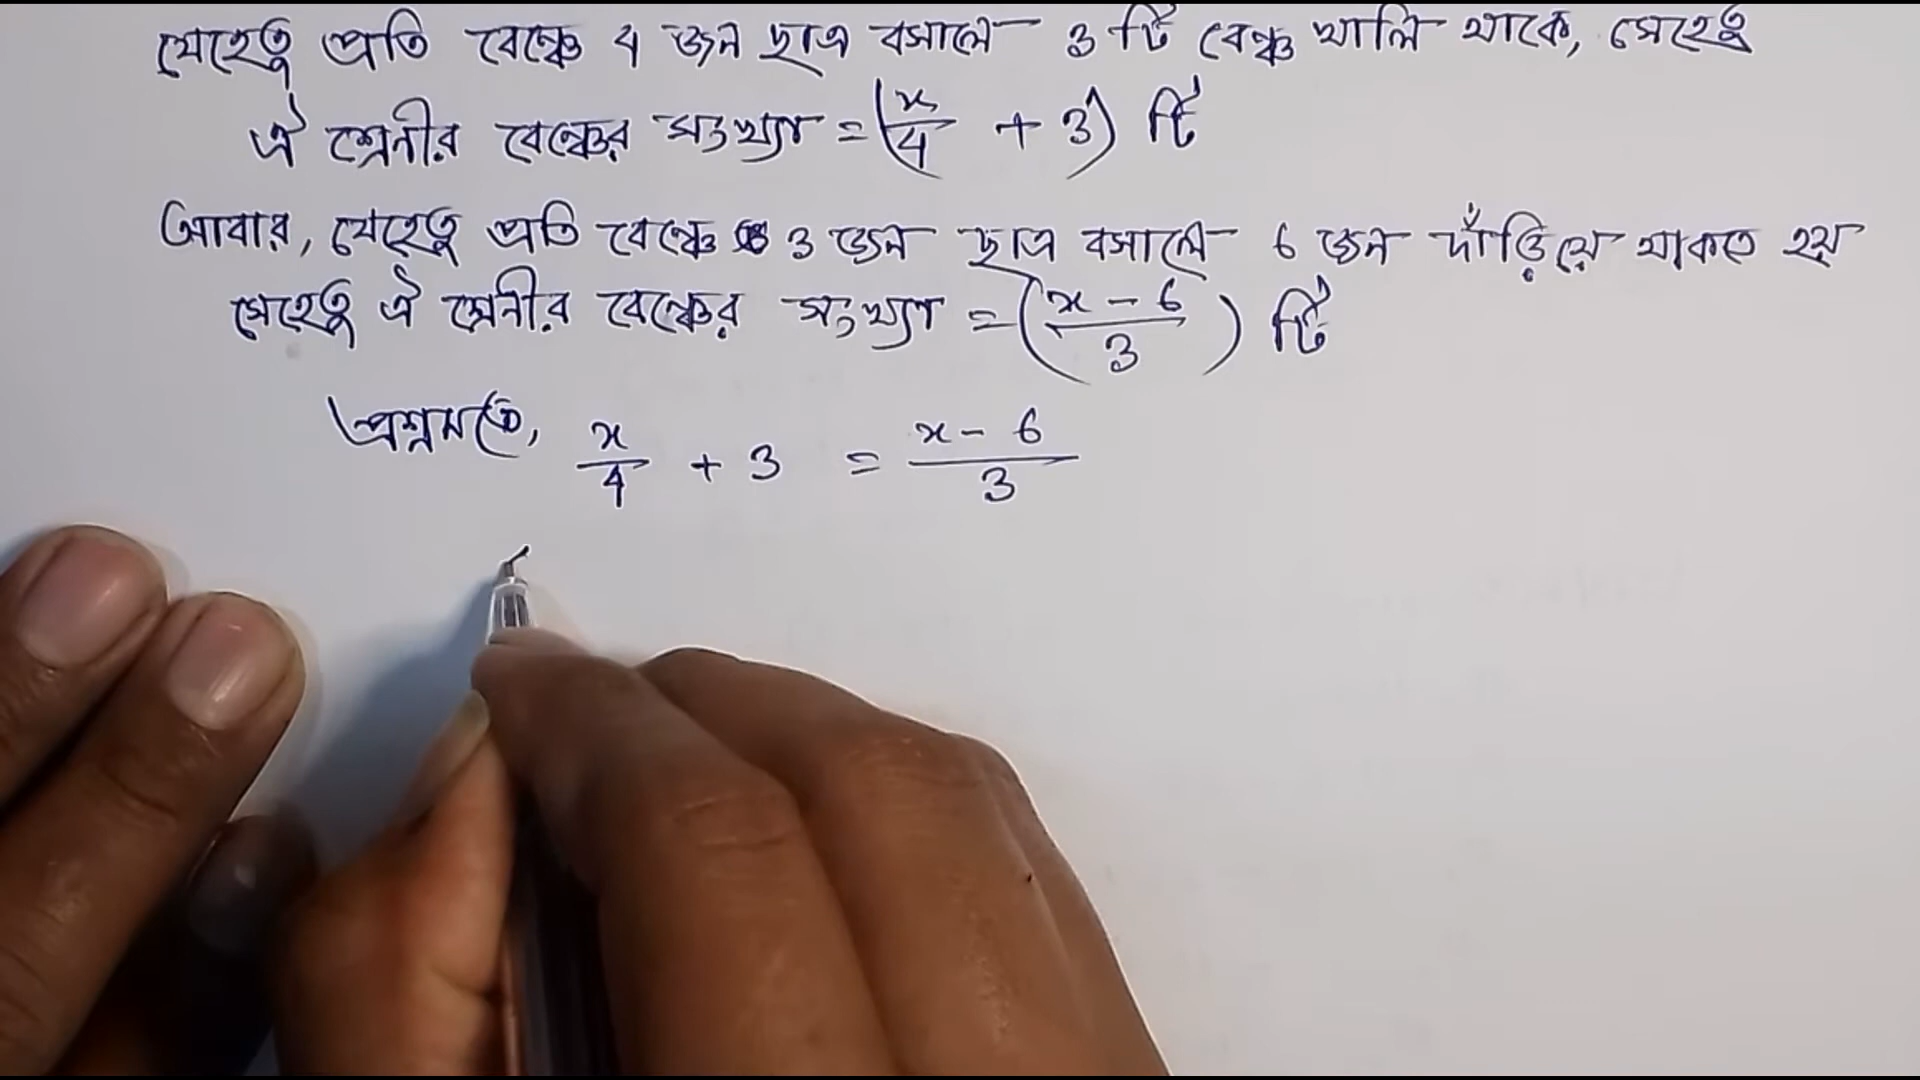 যেহেতু প্রতি বেঞ্চে 4 জন ছাত্র বসালে 3 টি বেঞ্চ খালি থাকে, সেহেতু
ঐ শ্রেনীর বেঞ্চের সংখ্যা = (x/4 + 3) টি
আবার, যেহেতু প্রতি বেঞ্চে 3 জন ছাত্র বসালে 6 জন দাঁড়িয়ে থাকতে হয়
সেহেতু ঐ শ্রেনীর বেঞ্চের সংখ্যা = (x - 6/3) টি
প্রশ্নমতে, x/4 + 3 = x - 6/3